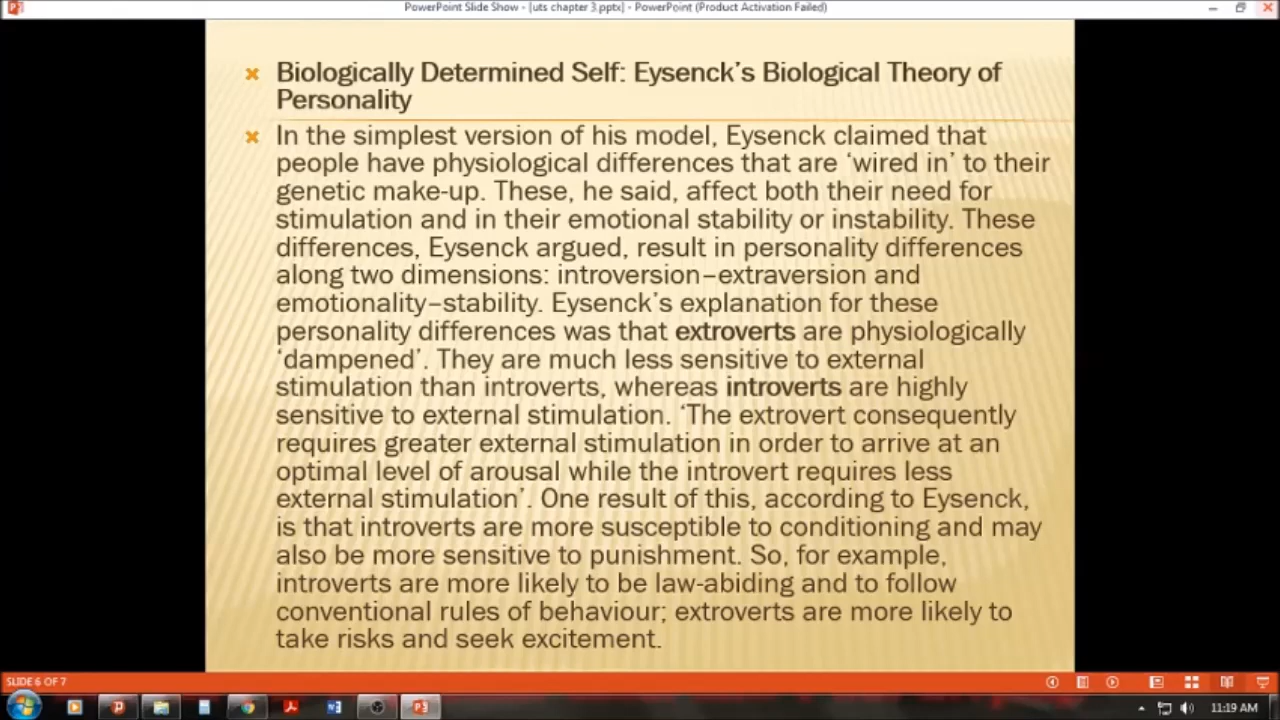 PowerPoint Slide Show - [uts chapter 3.pptx] - PowerPoint (Product Activation Failed)
Biologically Determined Self: Eysenck's Biological Theory of
Personality
In the simplest version of his model, Eysenck claimed that
people have physiological differences that are ‘wired in’ to their
genetic make-up. These, he said, affect both their need for
stimulation and in their emotional stability or instability. These
differences, Eysenck argued, result in personality differences
along two dimensions: introversion–extraversion and
emotionality–stability. Eysenck's explanation for these
personality differences was that extroverts are physiologically
‘dampened’. They are much less sensitive to external
stimulation than introverts, whereas introverts are highly
sensitive to external stimulation. ‘The extrovert consequently
requires greater external stimulation in order to arrive at an
optimal level of arousal while the introvert requires less
external stimulation’. One result of this, according to Eysenck,
is that introverts are more susceptible to conditioning and may
also be more sensitive to punishment. So, for example,
introverts are more likely to be law-abiding and to follow
conventional rules of behaviour; extroverts are more likely to
take risks and seek excitement.
SLIDE 6 OF 7
11:19 AM